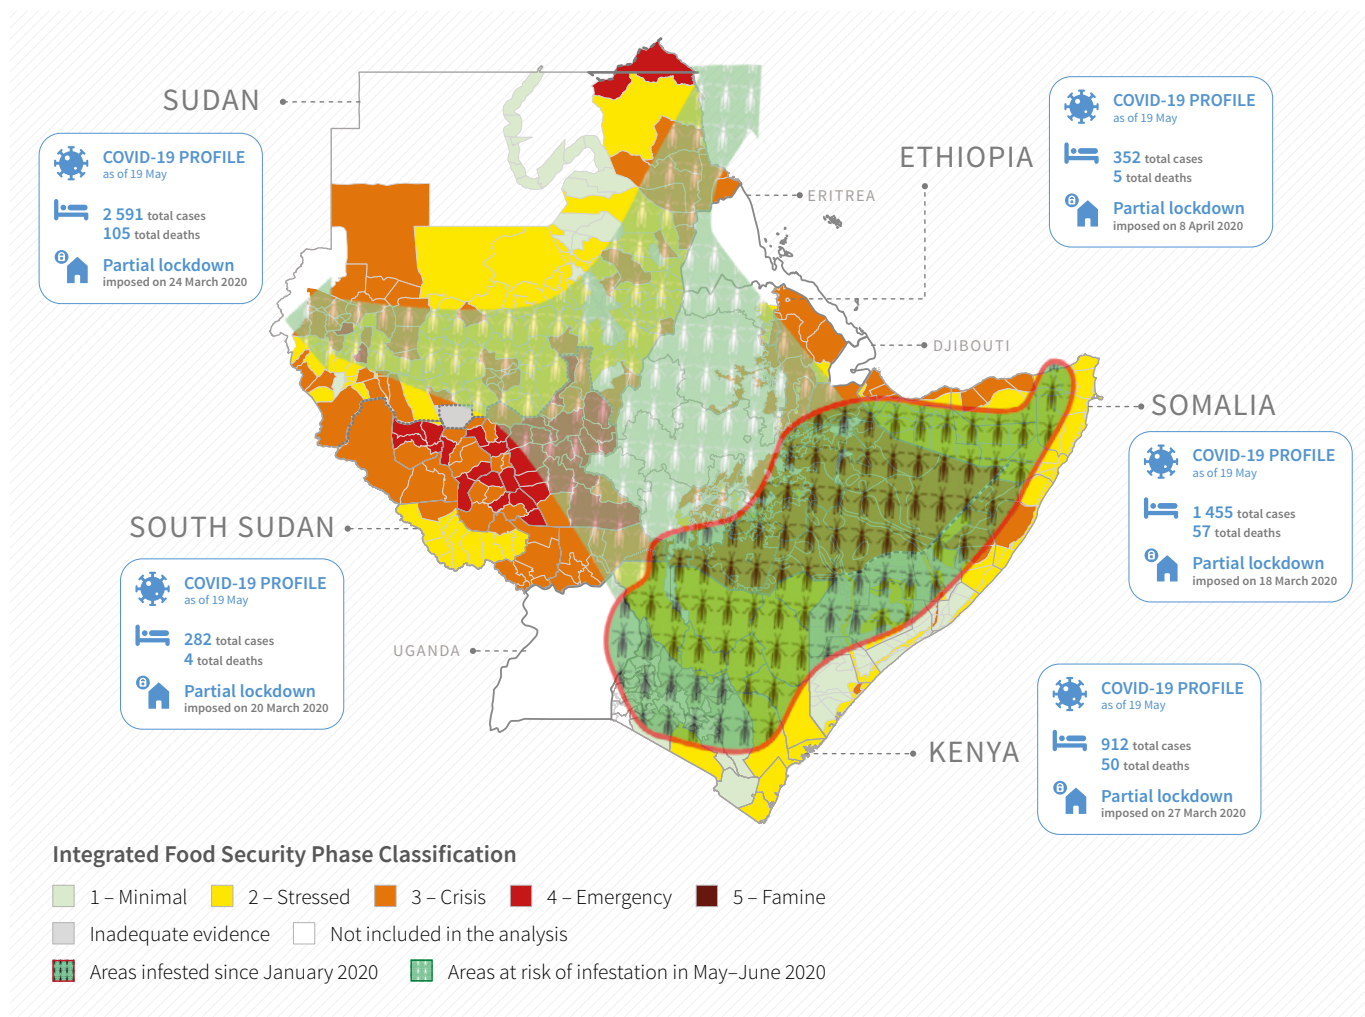 SUDAN
COVID-19 PROFILE
as of 19 May
2 591 total cases
105 total deaths
Partial lockdown
imposed on 24 March 2020
ETHIOPIA
COVID-19 PROFILE
as of 19 May
352 total cases
5 total deaths
Partial lockdown
imposed on 8 April 2020
ERITREA
DJIBOUTI
SOMALIA
COVID-19 PROFILE
as of 19 May
1 455 total cases
57 total deaths
Partial lockdown
imposed on 18 March 2020
SOUTH SUDAN
COVID-19 PROFILE
as of 19 May
282 total cases
4 total deaths
Partial lockdown
imposed on 20 March 2020
UGANDA
KENYA
COVID-19 PROFILE
as of 19 May
912 total cases
50 total deaths
Partial lockdown
imposed on 27 March 2020
Integrated Food Security Phase Classification
1 – Minimal
2 – Stressed
3 – Crisis
4 – Emergency
5 – Famine
Inadequate evidence
Not included in the analysis
Areas infested since January 2020
Areas at risk of infestation in May–June 2020